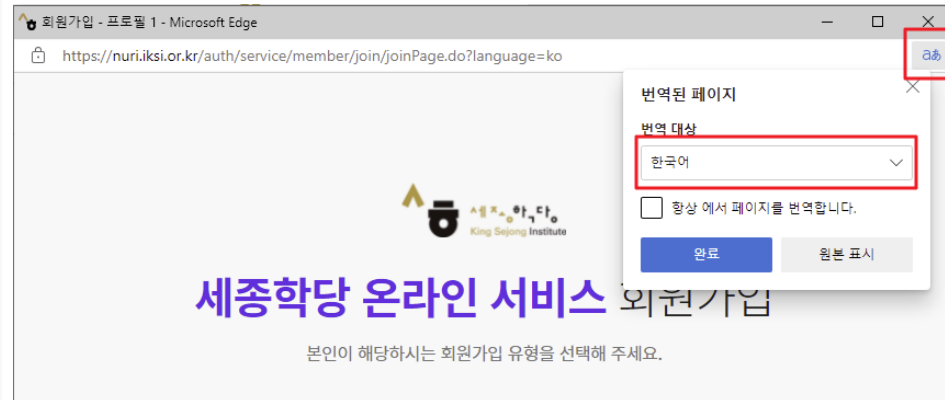 회원가입 - 프로필 1 - Microsoft Edge
https://nuri.iksi.or.kr/auth/service/member/join/joinPage.do?language=ko
aあ
번역된 페이지
번역 대상
한국어
항상 에서 페이지를 번역합니다.
완료 원본 표시
세종학당
King Sejong Institute
세종학당 온라인 서비스 회원가입
본인이 해당하시는 회원가입 유형을 선택해 주세요.